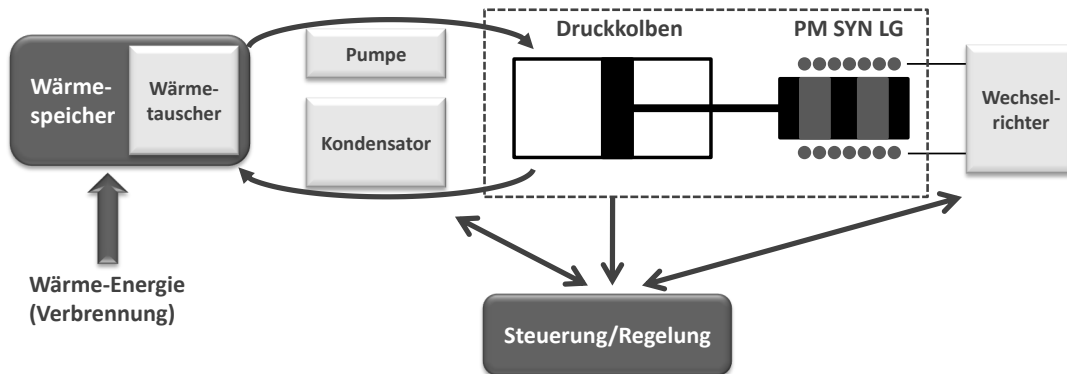 Druckkolben
PM SYN LG
Pumpe
Wärme-
speicher
Wärme-
tauscher
Kondensator
Wechsel-
richter
Wärme-Energie
(Verbrennung)
Steuerung/Regelung